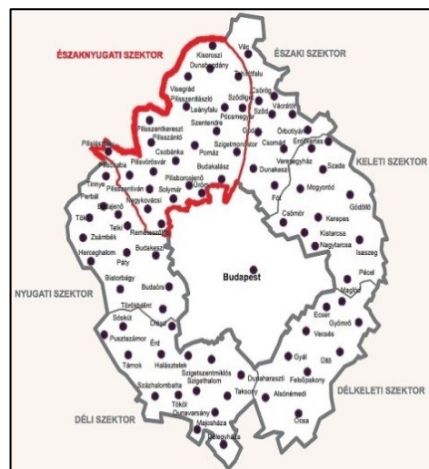 ÉSZAKNYUGATI SZEKTOR
ÉSZAKI SZEKTOR
Kisoroszi
Vác
Dunabogdány
Visegrád
Tahitótfalu
Pilisszentlászló
Sződliget
Csörög
Leányfalu
Sződ
Vácrátót
Pócsmegyer
Pilisszentkereszt
Szentendre
Göd
Őrbottyán
Pilisszántó
Csobánka
Pomáz
Szigetmonostor
Csomád
Erdőkertes
Veresegyház
KELETI SZEKTOR
Pilisvörösvár
Budakalász
Dunakeszi
Szada
Tinnye
Pilisszentiván
Pilisborosjenő
Solymár
Üröm
Mogyoród
Perbál
Nagykovácsi
Fót
Gödöllő
Tök
Budajenő
Telki
Remeteszőlős
Csömör
Kerepes
Zsámbék
Budakeszi
Kistarcsa
Nagytarcsa
Herceghalom
Páty
Isaszeg
Budapest
NYUGATI SZEKTOR
Biatorbágy
Budaörs
Pécel
Törökbálint
Maglód
Sóskút
Diósd
Ecser
Gyömrő
Pusztazámor
Érd
Vecsés
Tárnok
Halásztelek
Gyál
Üllő
Szigetszentmiklós
Dunaharaszti
Felsőpakony
Százhalombatta
Szigethalom
DÉLKELETI SZEKTOR
Tököl
Taksony
Alsónémedi
DÉLI SZEKTOR
Dunavarsány
Majosháza
Ócsa
Délegyháza